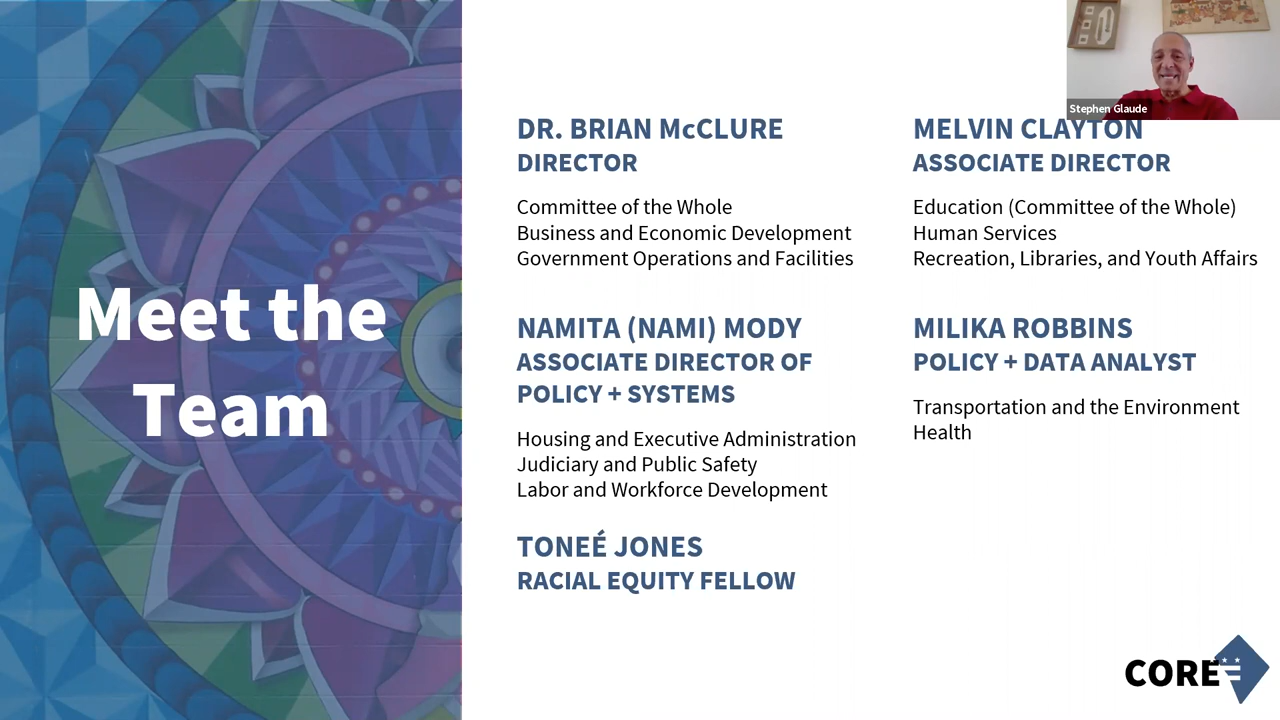 Stephen Glaude
Meet the
Team
DR. BRIAN McCLURE
DIRECTOR
Committee of the Whole
Business and Economic Development
Government Operations and Facilities
MELVIN CLAYTON
ASSOCIATE DIRECTOR
Education (Committee of the Whole)
Human Services
Recreation, Libraries, and Youth Affairs
NAMITA (NAMI) MODY
ASSOCIATE DIRECTOR OF
POLICY + SYSTEMS
Housing and Executive Administration
Judiciary and Public Safety
Labor and Workforce Development
MILIKA ROBBINS
POLICY + DATA ANALYST
Transportation and the Environment
Health
TONEÉ JONES
RACIAL EQUITY FELLOW
CORE